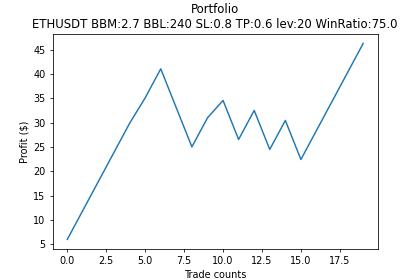 Portfolio
ETHUSDT BBM:2.7 BBL:240 SL:0.8 TP:0.6 lev:20 WinRatio:75.0
45
40
35
30
25
20
15
10
5
Profit ($)
0.0 2.5 5.0 7.5 10.0 12.5 15.0 17.5
Trade counts